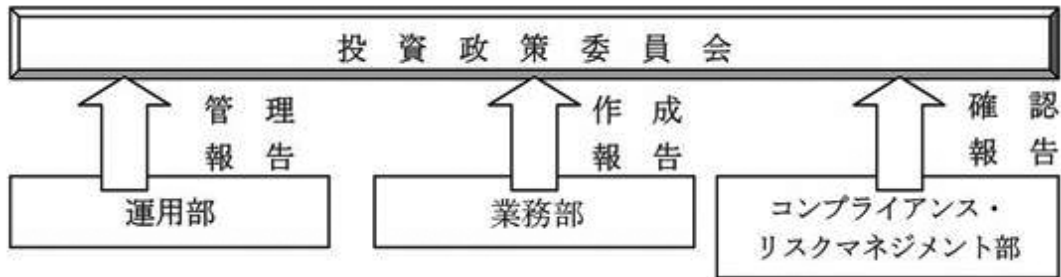 投資政策委員会
管理
報告
作成
報告
確認
報告
運用部
業務部
コンプライアンス・
リスクマネジメント部